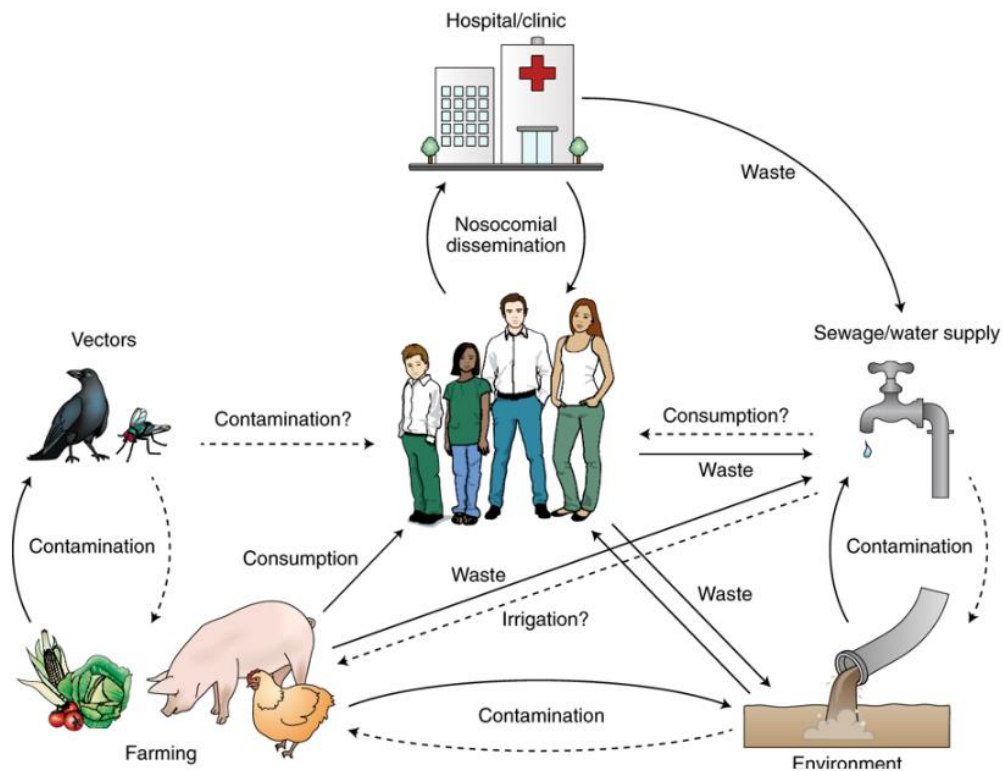 Hospital/clinic
Waste
Nosocomial
dissemination
Vectors
Sewage/water supply
Contamination?
Consumption?
Waste
Contamination
Consumption
Waste
Contamination
Waste
Irrigation?
Contamination
Farming
Environment